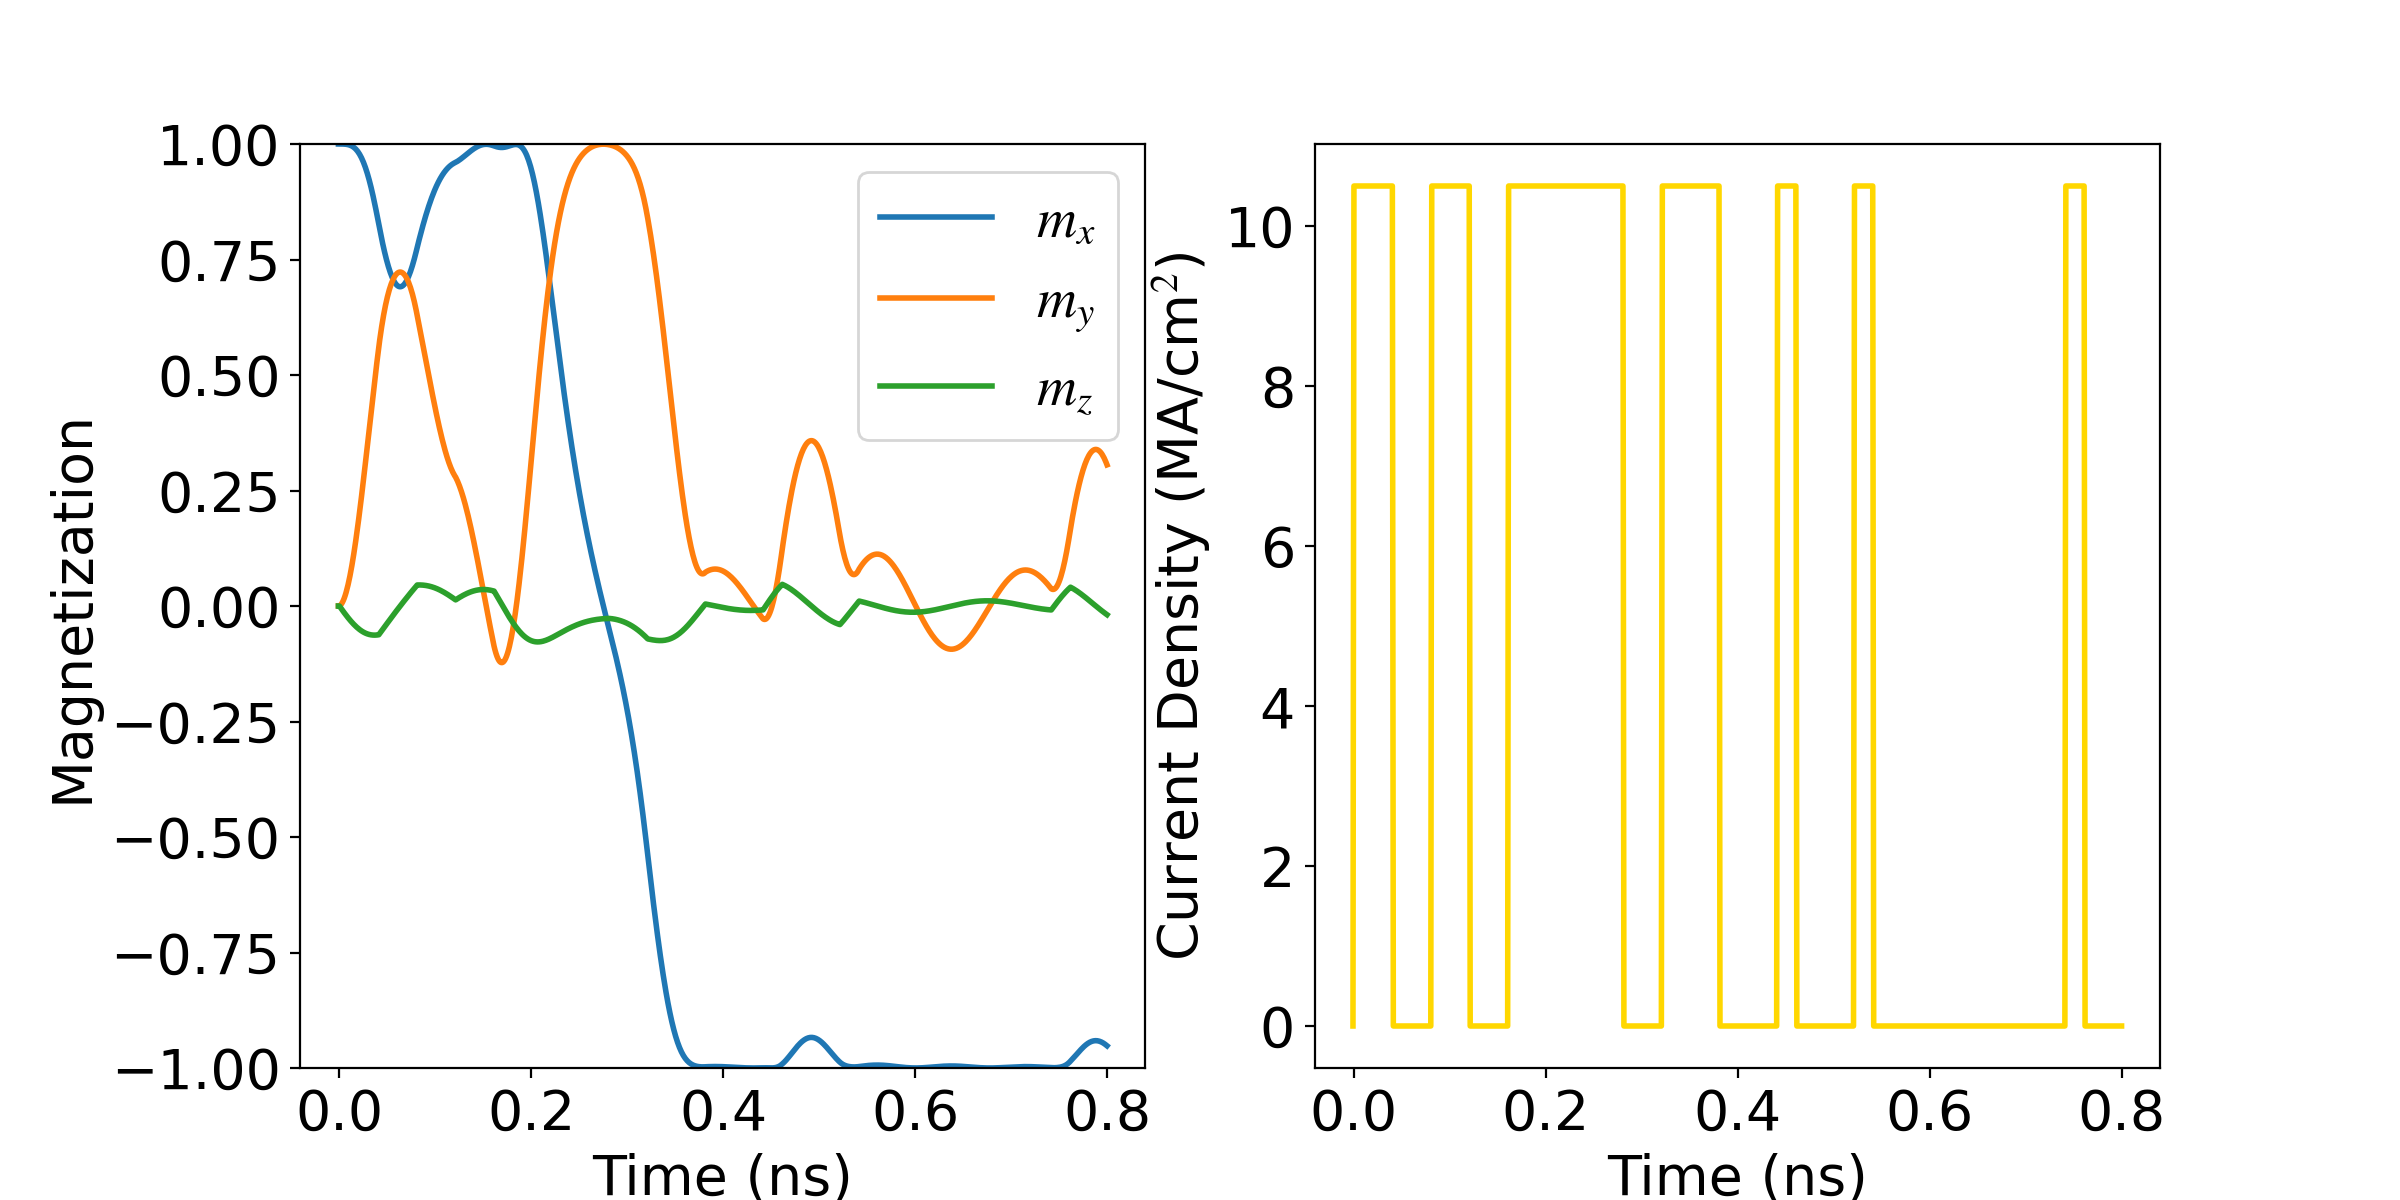 Magnetization
1.00
0.75
0.50
0.25
0.00
−0.25
−0.50
−0.75
−1.00
0.0 0.2 0.4 0.6 0.8
Time (ns)
m_x
m_y
m_z
Current Density (MA/cm²)
10
8
6
4
2
0
0.0 0.2 0.4 0.6 0.8
Time (ns)